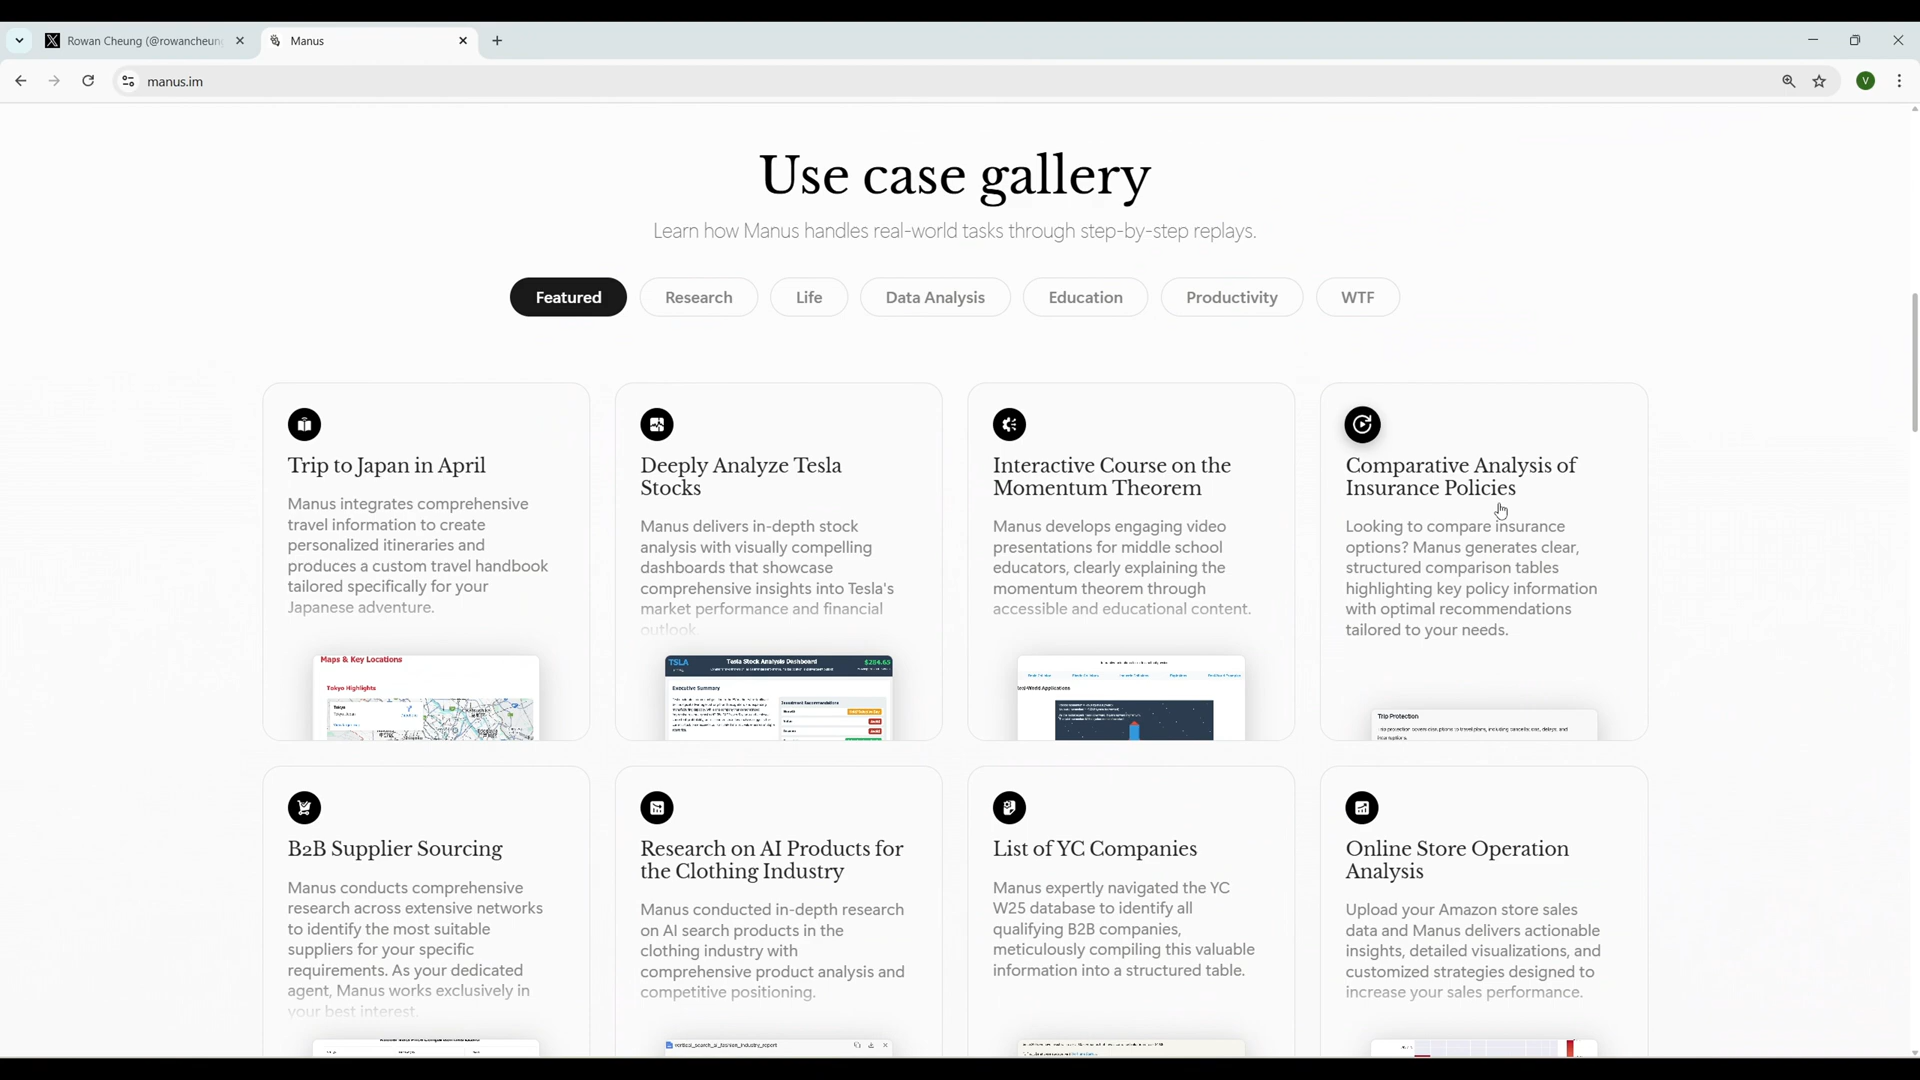 Rowan Cheung (@rowancheun
Manus
manus.im
V
Use case gallery
Learn how Manus handles real-world tasks through step-by-step replays.
Featured
Research
Life
Data Analysis
Education
Productivity
WTF
Trip to Japan in April
Manus integrates comprehensive
travel information to create
personalized itineraries and
produces a custom travel handbook
tailored specifically for your
Japanese adventure.
Maps & Key Locations
Tokyo Highlights
Deeply Analyze Tesla
Stocks
Manus delivers in-depth stock
analysis with visually compelling
dashboards that showcase
comprehensive insights into Tesla's
market performance and financial
outlook
TSLA
Tesla Stock Analysis Dashboard
$284.65
Executive Summary
Interactive Course on the
Momentum Theorem
Manus develops engaging video
presentations for middle school
educators, clearly explaining the
momentum theorem through
accessible and educational content.
Comparative Analysis of
Insurance Policies
Looking to compare insurance
options? Manus generates clear,
structured comparison tables
highlighting key policy information
with optimal recommendations
tailored to your needs.
Trip Protection
B2B Supplier Sourcing
Manus conducts comprehensive
research across extensive networks
to identify the most suitable
suppliers for your specific
requirements. As your dedicated
agent, Manus works exclusively in
your best interest.
Research on AI Products for
the Clothing Industry
Manus conducted in-depth research
on AI search products in the
clothing industry with
comprehensive product analysis and
competitive positioning.
List of YC Companies
Manus expertly navigated the YC
W25 database to identify all
qualifying B2B companies,
meticulously compiling this valuable
information into a structured table.
Online Store Operation
Analysis
Upload your Amazon store sales
data and Manus delivers actionable
insights, detailed visualizations, and
customized strategies designed to
increase your sales performance.